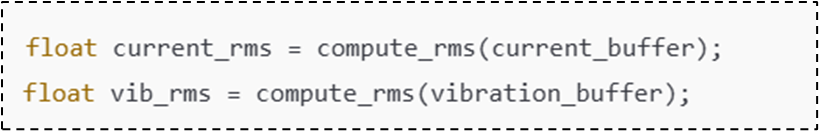 float current_rms = compute_rms(current_buffer);
float vib_rms = compute_rms(vibration_buffer);